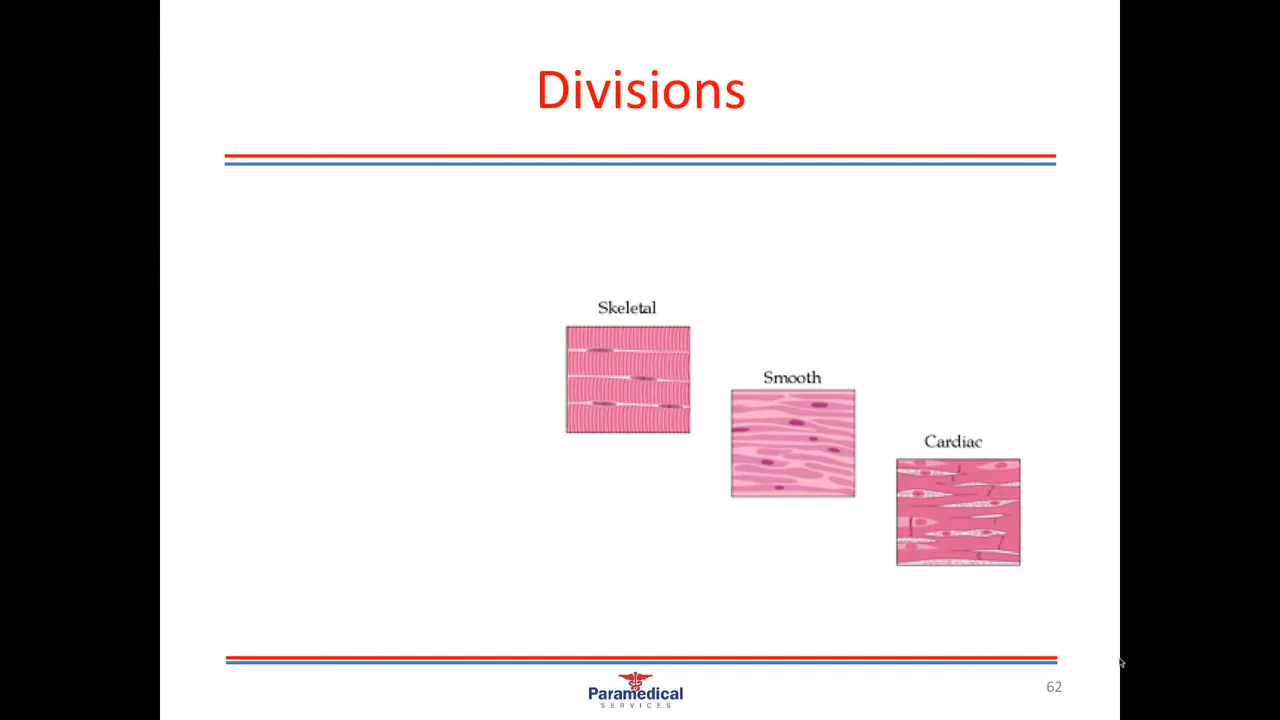 Divisions
Skeletal
Smooth
Cardiac
Paramedical
SERVICES
62